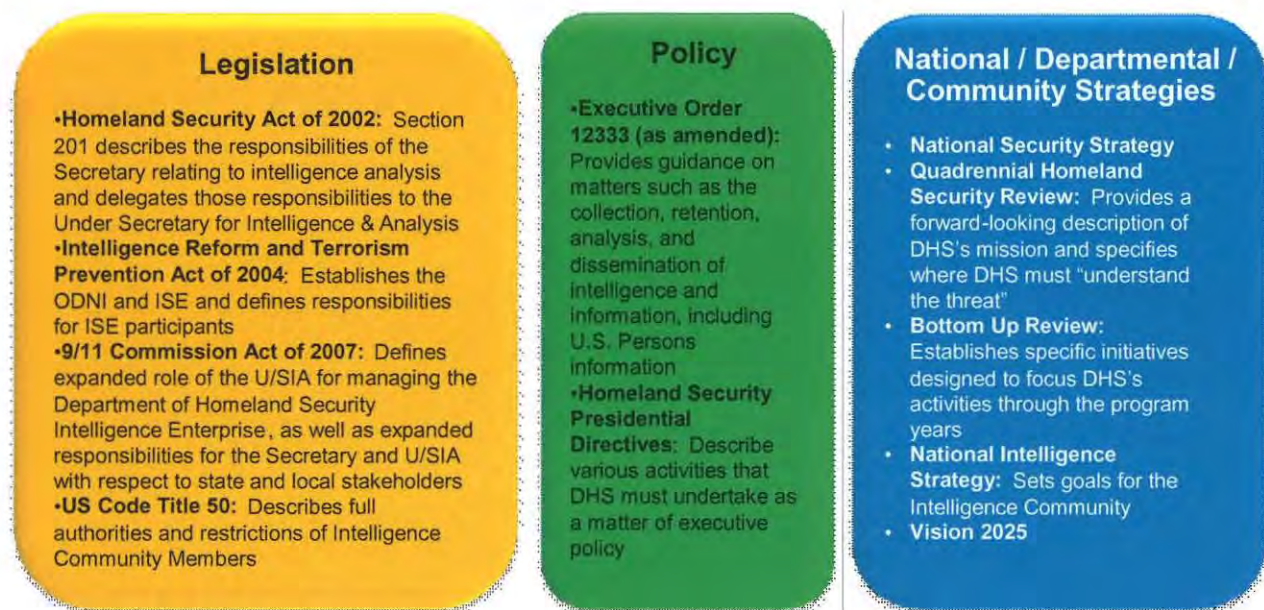 Legislation
•Homeland Security Act of 2002: Section
201 describes the responsibilities of the
Secretary relating to intelligence analysis
and delegates those responsibilities to the
Under Secretary for Intelligence & Analysis
•Intelligence Reform and Terrorism
Prevention Act of 2004: Establishes the
ODNI and ISE and defines responsibilities
for ISE participants
•9/11 Commission Act of 2007: Defines
expanded role of the U/SIA for managing the
Department of Homeland Security
Intelligence Enterprise, as well as expanded
responsibilities for the Secretary and U/SIA
with respect to state and local stakeholders
•US Code Title 50: Describes full
authorities and restrictions of Intelligence
Community Members
Policy
•Executive Order
12333 (as amended):
Provides guidance on
matters such as the
collection, retention,
analysis, and
dissemination of
intelligence and
information, including
U.S. Persons
information
•Homeland Security
Presidential
Directives: Describe
various activities that
DHS must undertake as
a matter of executive
policy
National / Departmental /
Community Strategies
• National Security Strategy
• Quadrennial Homeland
Security Review: Provides a
forward-looking description of
DHS's mission and specifies
where DHS must "understand
the threat"
• Bottom Up Review:
Establishes specific initiatives
designed to focus DHS's
activities through the program
years
• National Intelligence
Strategy: Sets goals for the
Intelligence Community
• Vision 2025